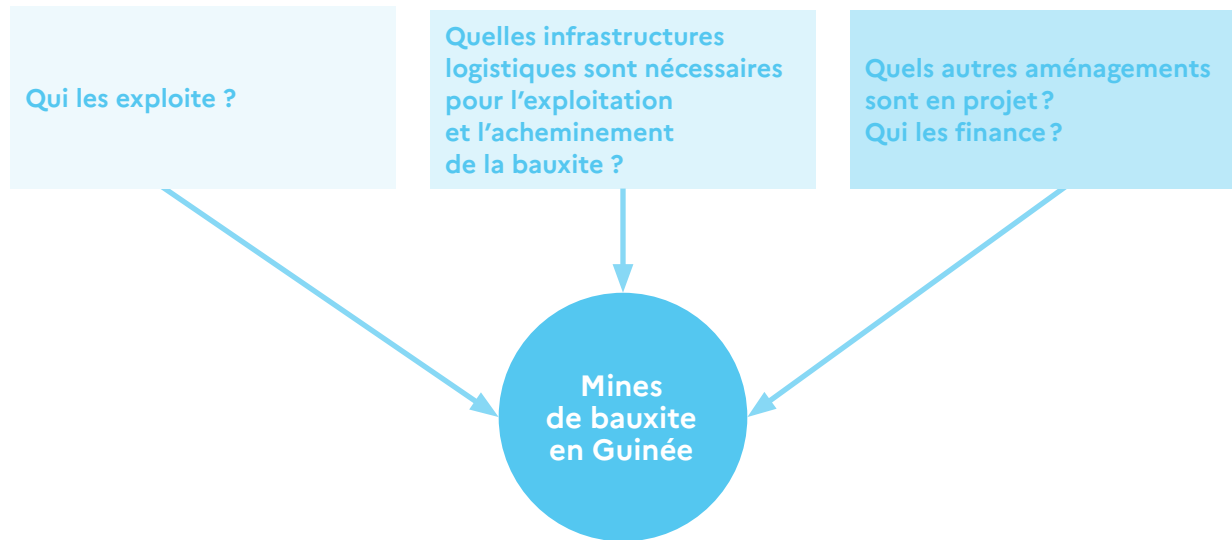 Qui les exploite ?
Quelles infrastructures
logistiques sont nécessaires
pour l'exploitation
et l'acheminement
de la bauxite ?
Quels autres aménagements
sont en projet ?
Qui les finance ?
Mines
de bauxite
en Guinée